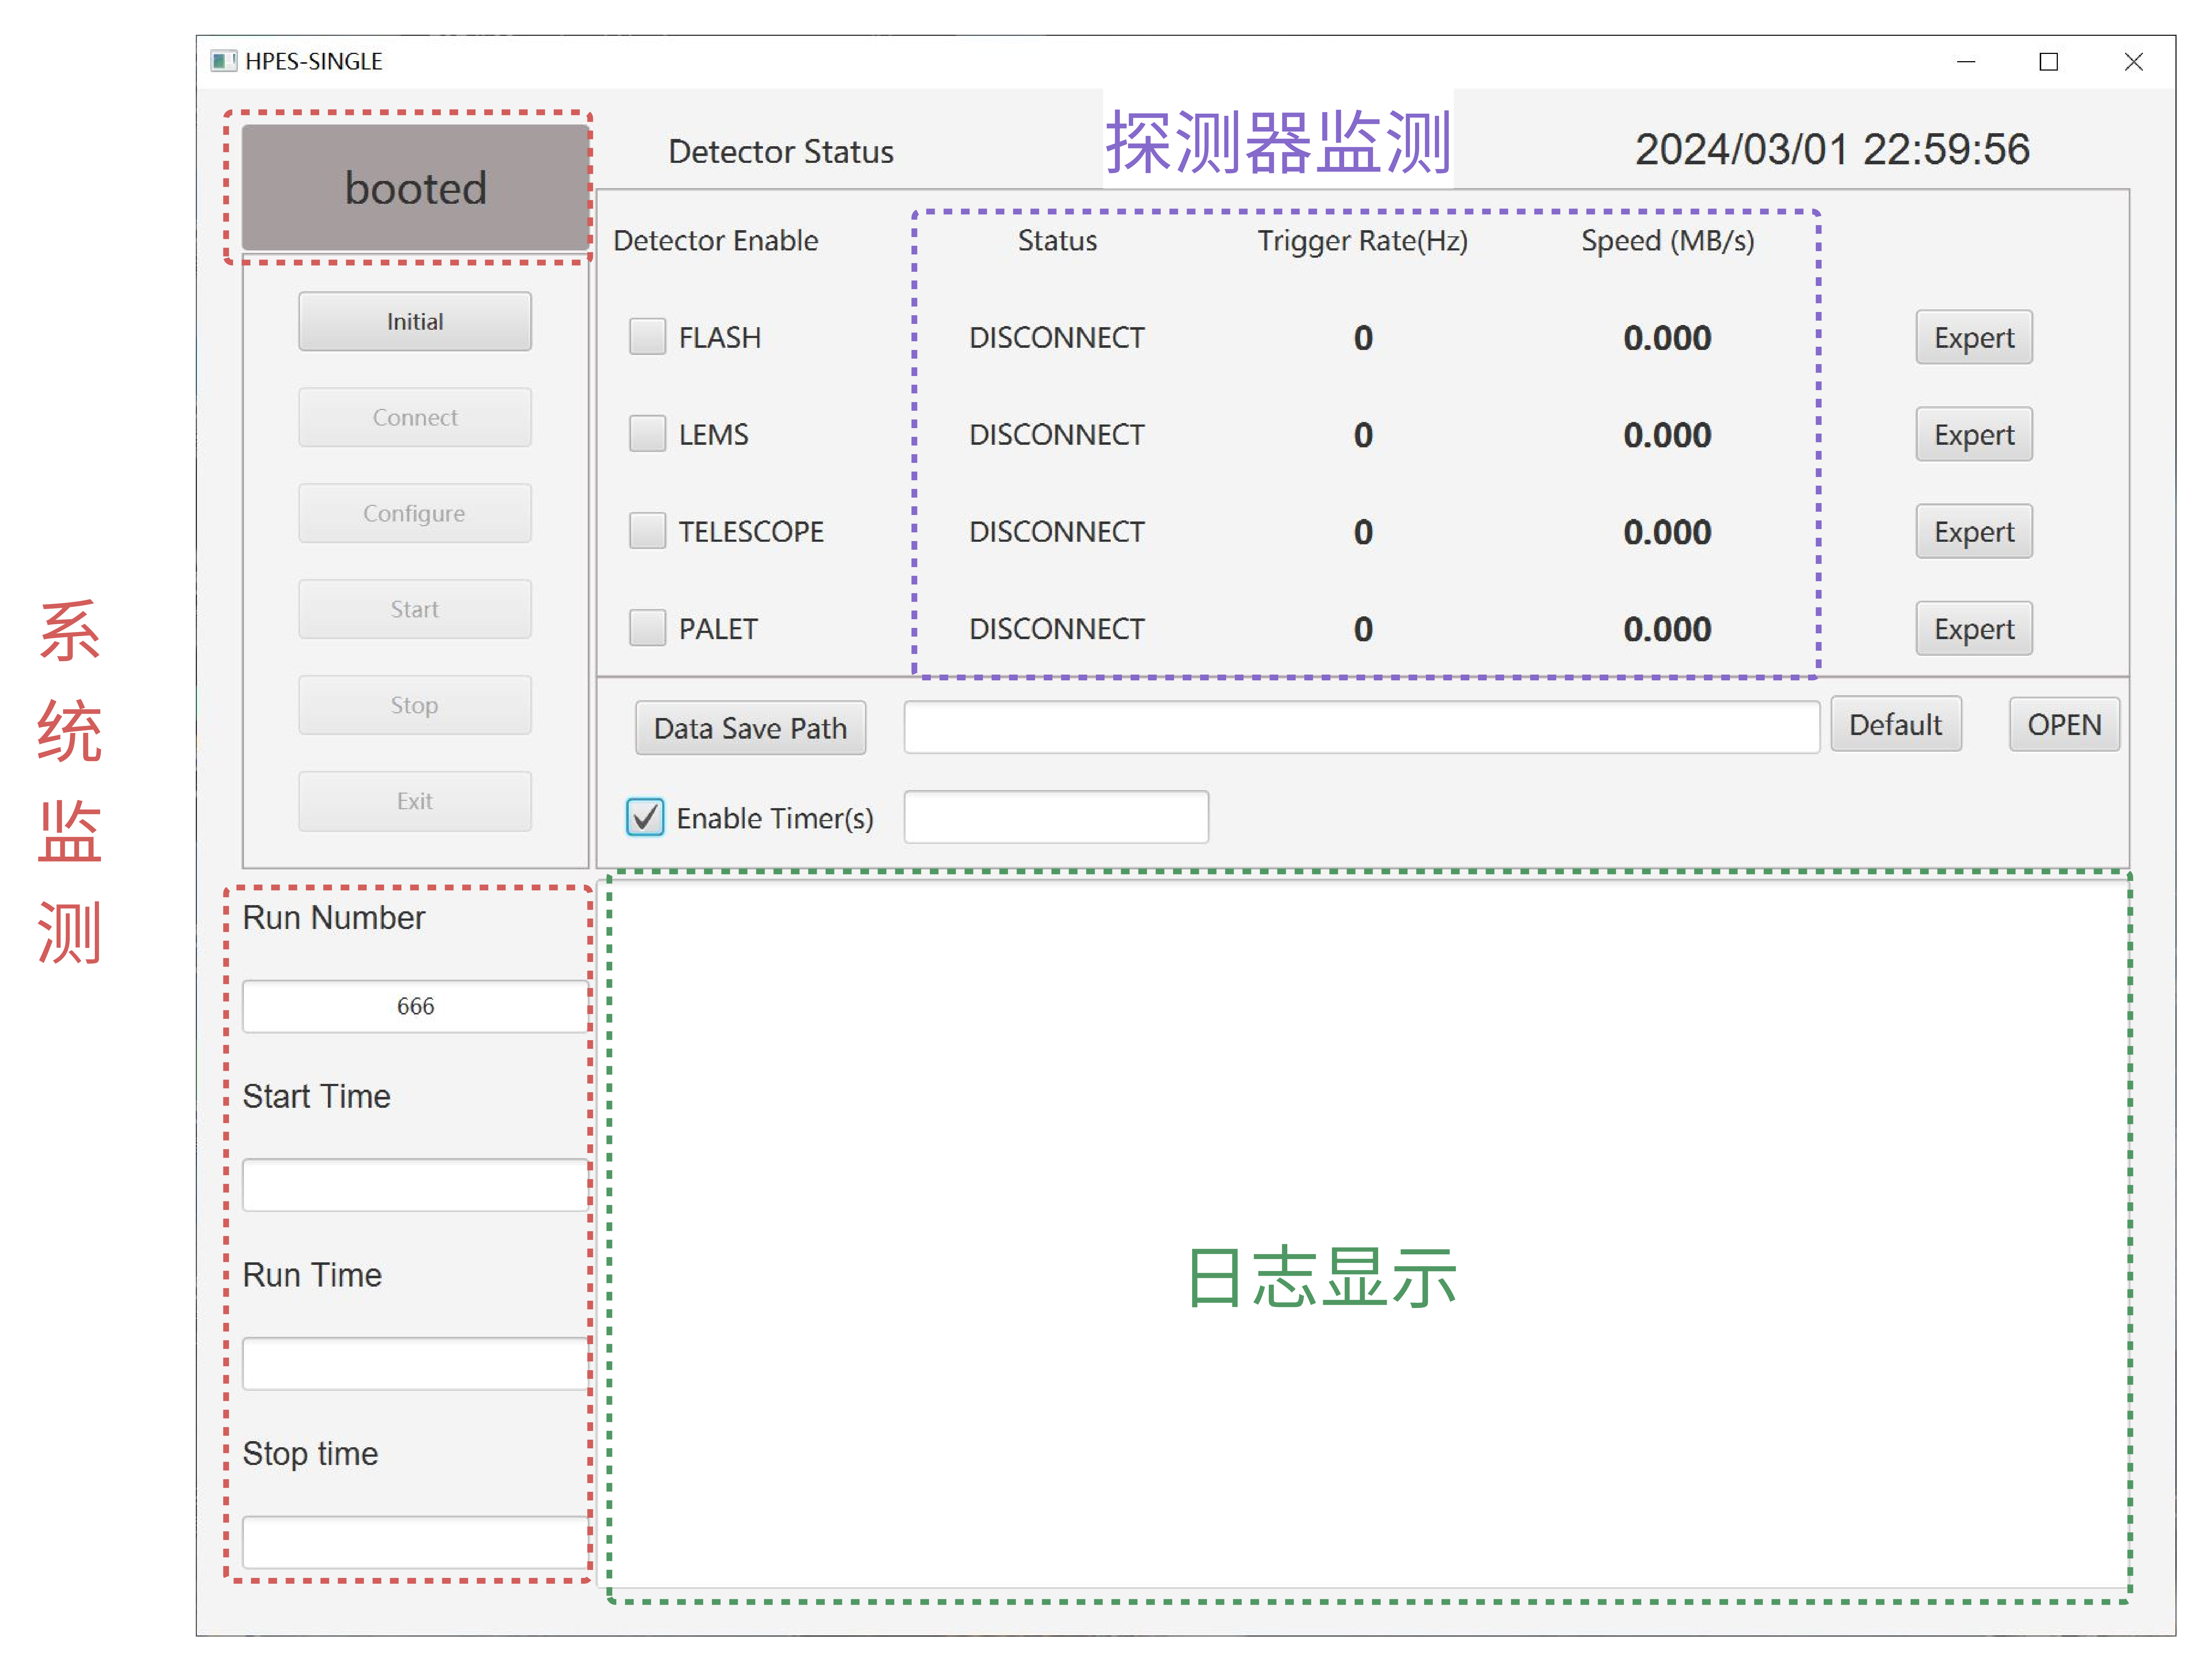 HPES-SINGLE
booted
Detector Status
探测器监测
2024/03/01 22:59:56
Detector Enable Status Trigger Rate(Hz) Speed (MB/s)
FLASH DISCONNECT 0 0.000 Expert
LEMS DISCONNECT 0 0.000 Expert
TELESCOPE DISCONNECT 0 0.000 Expert
PALET DISCONNECT 0 0.000 Expert
Initial
Connect
Configure
Start
Stop
Exit
Data Save Path Default OPEN
Enable Timer(s)
系
统
监
测
Run Number
666
Start Time
Run Time
Stop time
日志显示